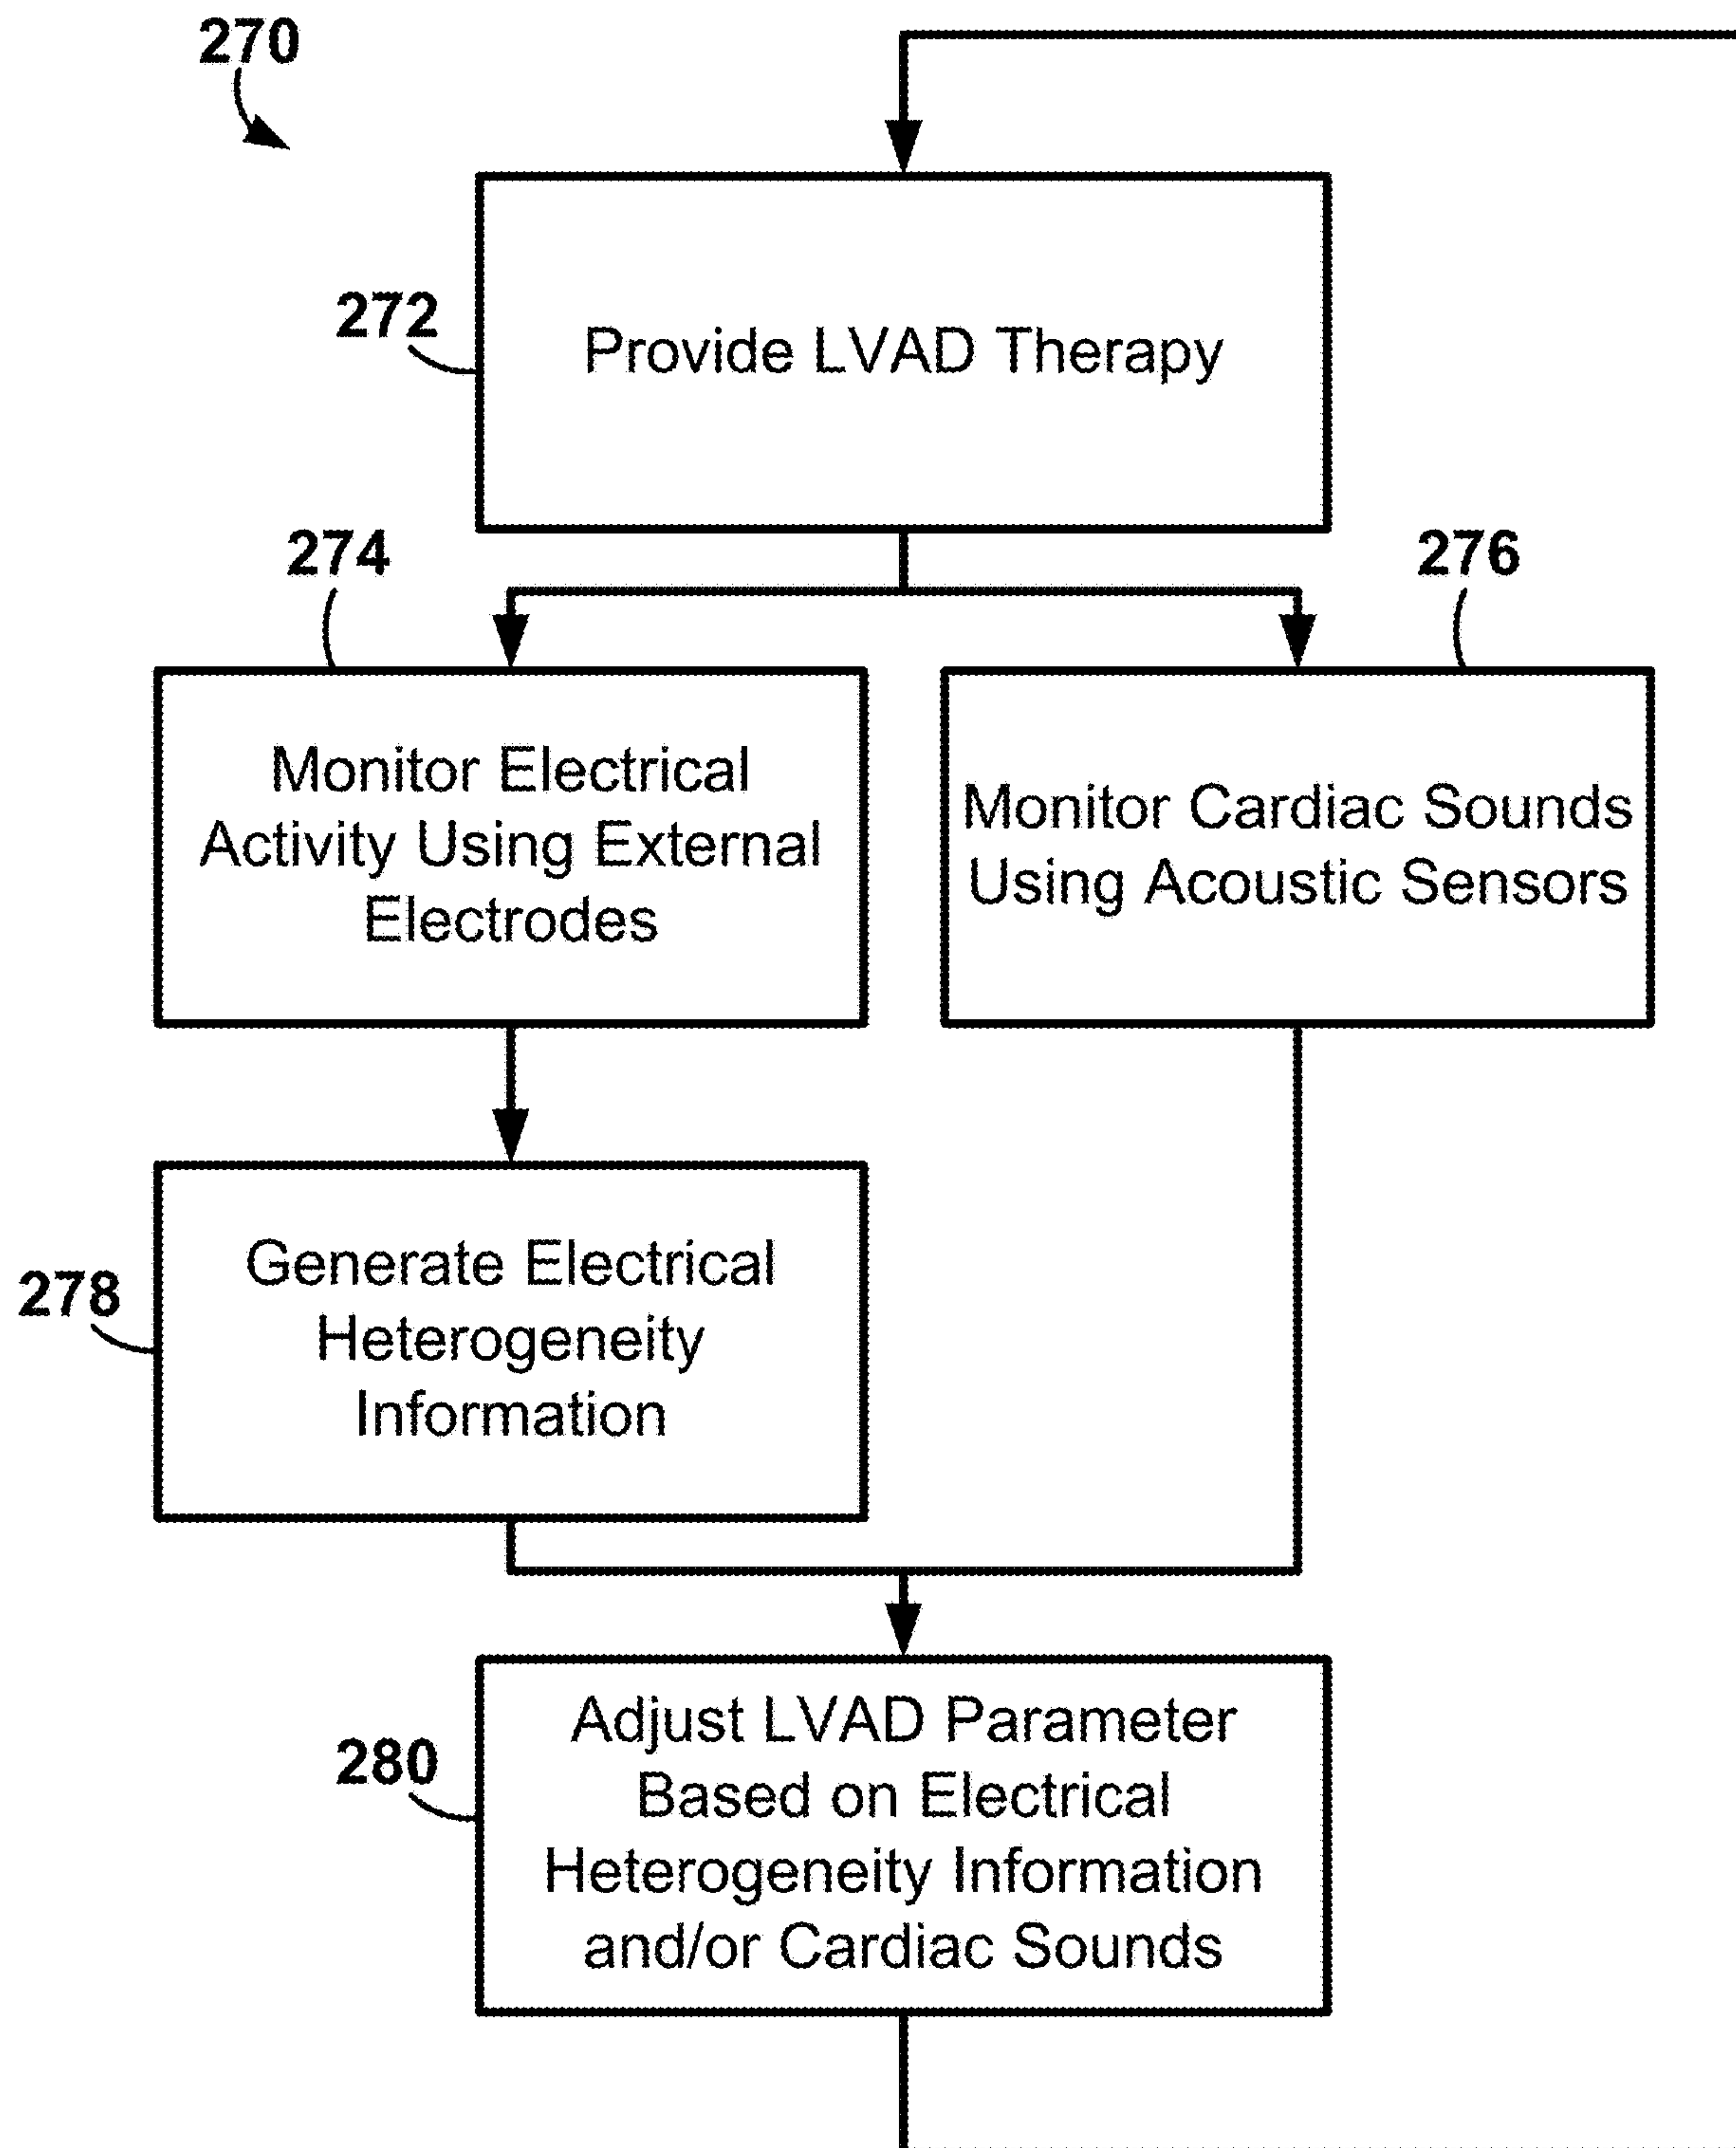 270
272
Provide LVAD Therapy
274
276
Monitor Electrical
Activity Using External
Electrodes
Monitor Cardiac Sounds
Using Acoustic Sensors
278
Generate Electrical
Heterogeneity
Information
280
Adjust LVAD Parameter
Based on Electrical
Heterogeneity Information
and/or Cardiac Sounds